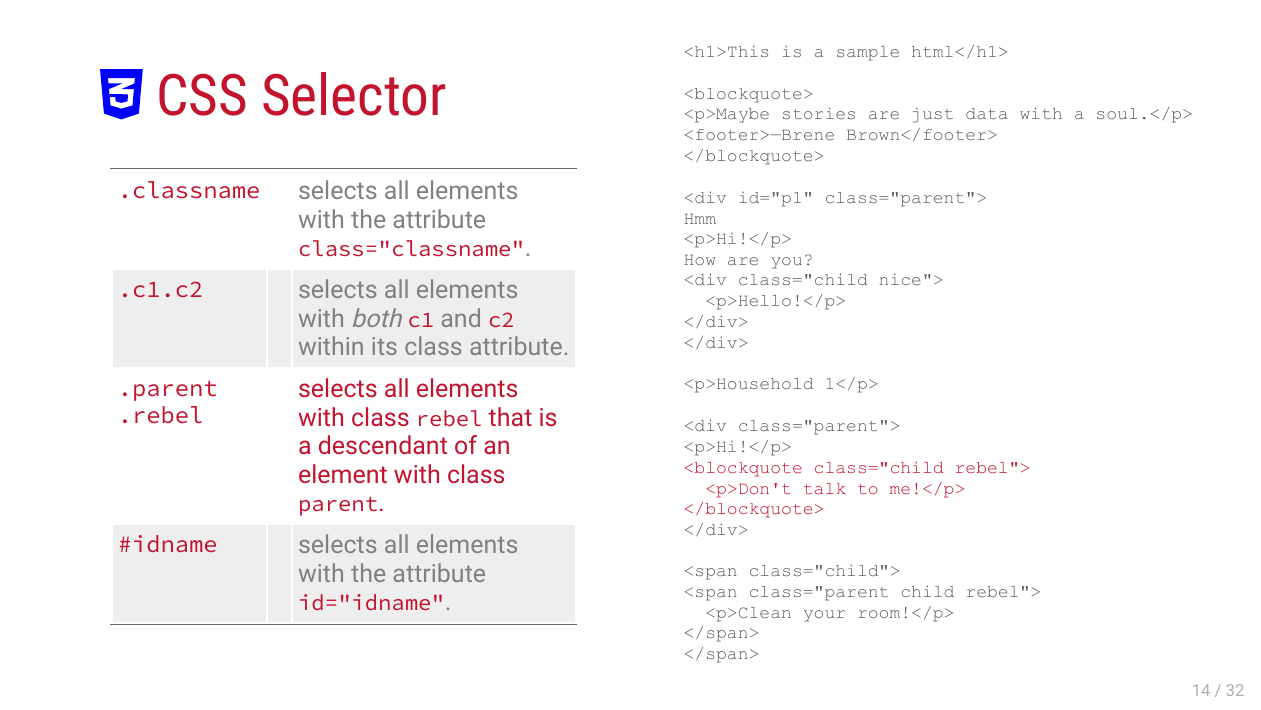 CSS Selector
.classname selects all elements
with the attribute
class="classname".
.c1.c2 selects all elements
with both c1 and c2
within its class attribute.
.parent selects all elements
.rebel with class rebel that is
a descendant of an
element with class
parent.
#idname selects all elements
with the attribute
id="idname".
<h1>This is a sample html</h1>
<blockquote>
<p>Maybe stories are just data with a soul.</p>
<footer>—Brene Brown</footer>
</blockquote>
<div id="p1" class="parent">
Hmm
<p>Hi!</p>
How are you?
<div class="child nice">
  <p>Hello!</p>
</div>
</div>
<p>Household 1</p>
<div class="parent">
<p>Hi!</p>
<blockquote class="child rebel">
  <p>Don't talk to me!</p>
</blockquote>
</div>
<span class="child">
<span class="parent child rebel">
  <p>Clean your room!</p>
</span>
</span>
14 / 32